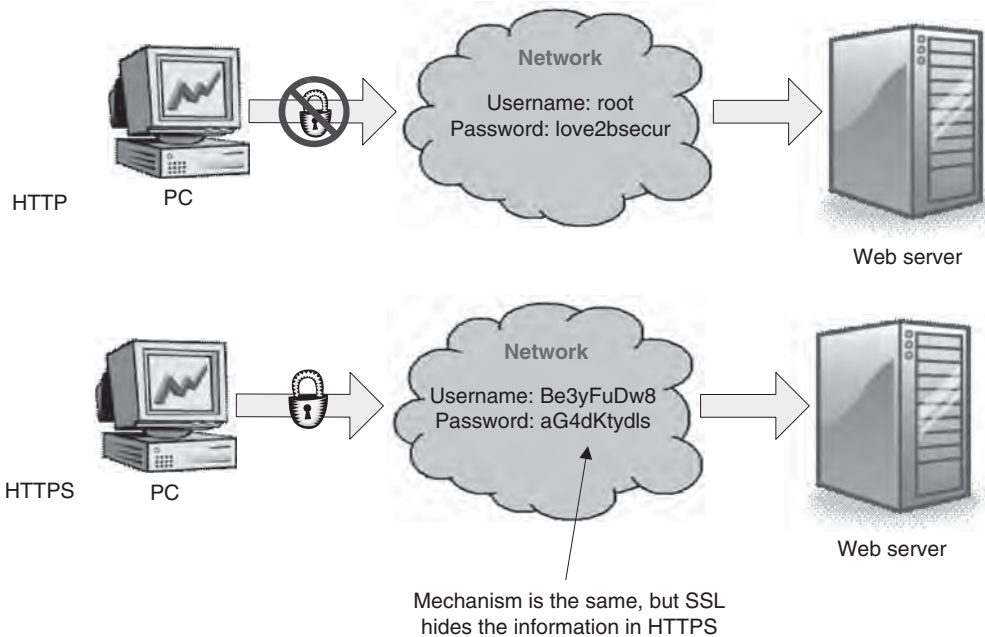 Network
Username: root
Password: love2bsecur
HTTP
PC
Web server
Network
Username: Be3yFuDw8
Password: aG4dKtydls
HTTPS
PC
Web server
Mechanism is the same, but SSL
hides the information in HTTPS